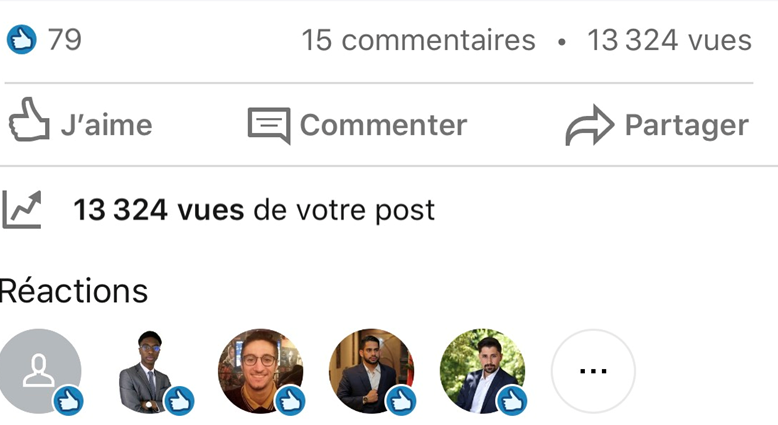 79 15 commentaires • 13 324 vues
J’aime Commenter Partager
13 324 vues de votre post
Réactions
...